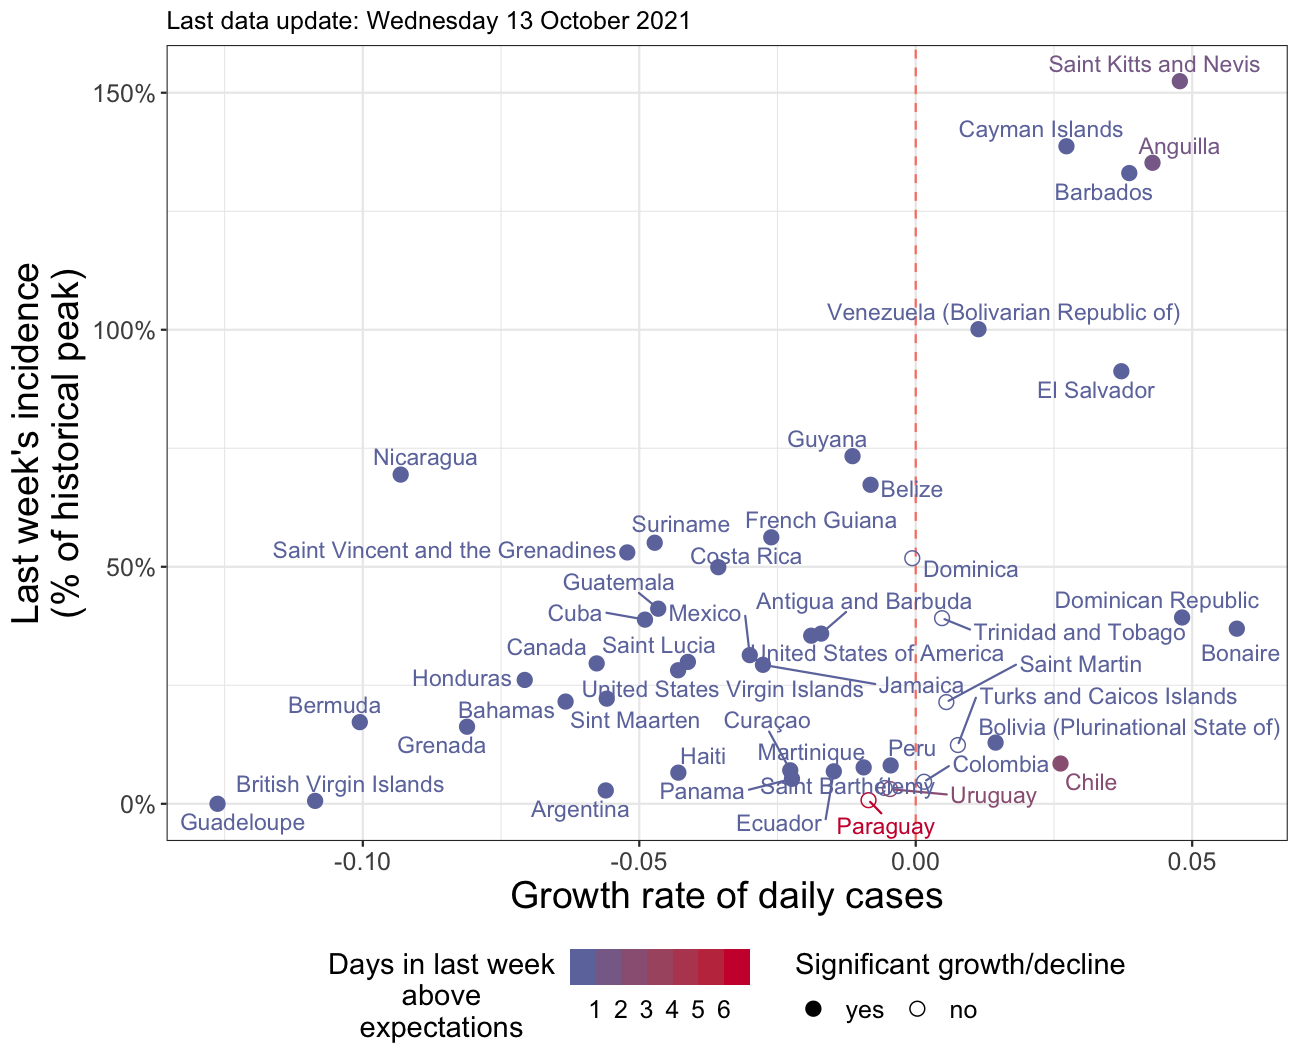 Last data update: Wednesday 13 October 2021
Saint Kitts and Nevis
150%
Cayman Islands
Anguilla
Barbados
Last week's incidence
(% of historical peak)
Venezuela (Bolivarian Republic of)
100%
El Salvador
Guyana
Nicaragua
Belize
French Guiana
Suriname
Saint Vincent and the Grenadines
Costa Rica
50%
Dominica
Guatemala
Antigua and Barbuda
Dominican Republic
Cuba
Mexico
Trinidad and Tobago
Canada
Saint Lucia
United States of America
Bonaire
Saint Martin
Honduras
Jamaica
United States Virgin Islands
Turks and Caicos Islands
Bermuda
Bahamas
Sint Maarten
Curaçao
Bolivia (Plurinational State of)
Grenada
Peru
Haiti
Martinique
Colombia
British Virgin Islands
Panama
Saint Barthelemy
Chile
Uruguay
0%
Argentina
Guadeloupe
Ecuador
Paraguay
-0.10
-0.05
0.00
0.05
Growth rate of daily cases
Days in last week
above
expectations
1 2 3 4 5 6
Significant growth/decline
yes
no